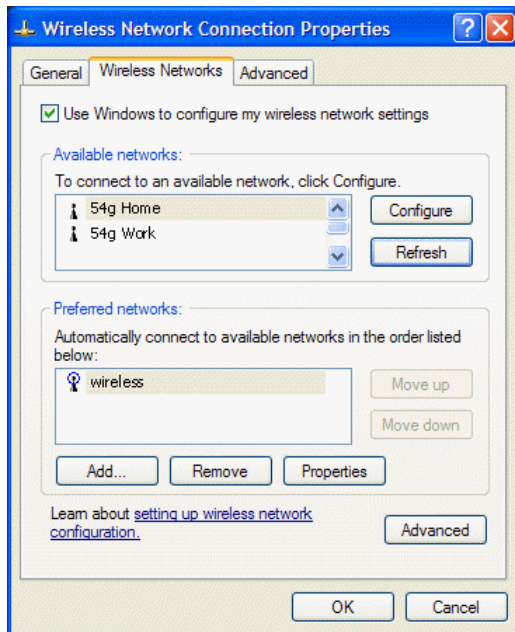 Wireless Network Connection Properties
General Wireless Networks Advanced
Use Windows to configure my wireless network settings
Available networks:
To connect to an available network, click Configure.
54g Home
54g Work
Configure
Refresh
Preferred networks:
Automatically connect to available networks in the order listed
below:
wireless
Move up
Move down
Add... Remove Properties
Learn about setting up wireless network
configuration.
Advanced
OK Cancel